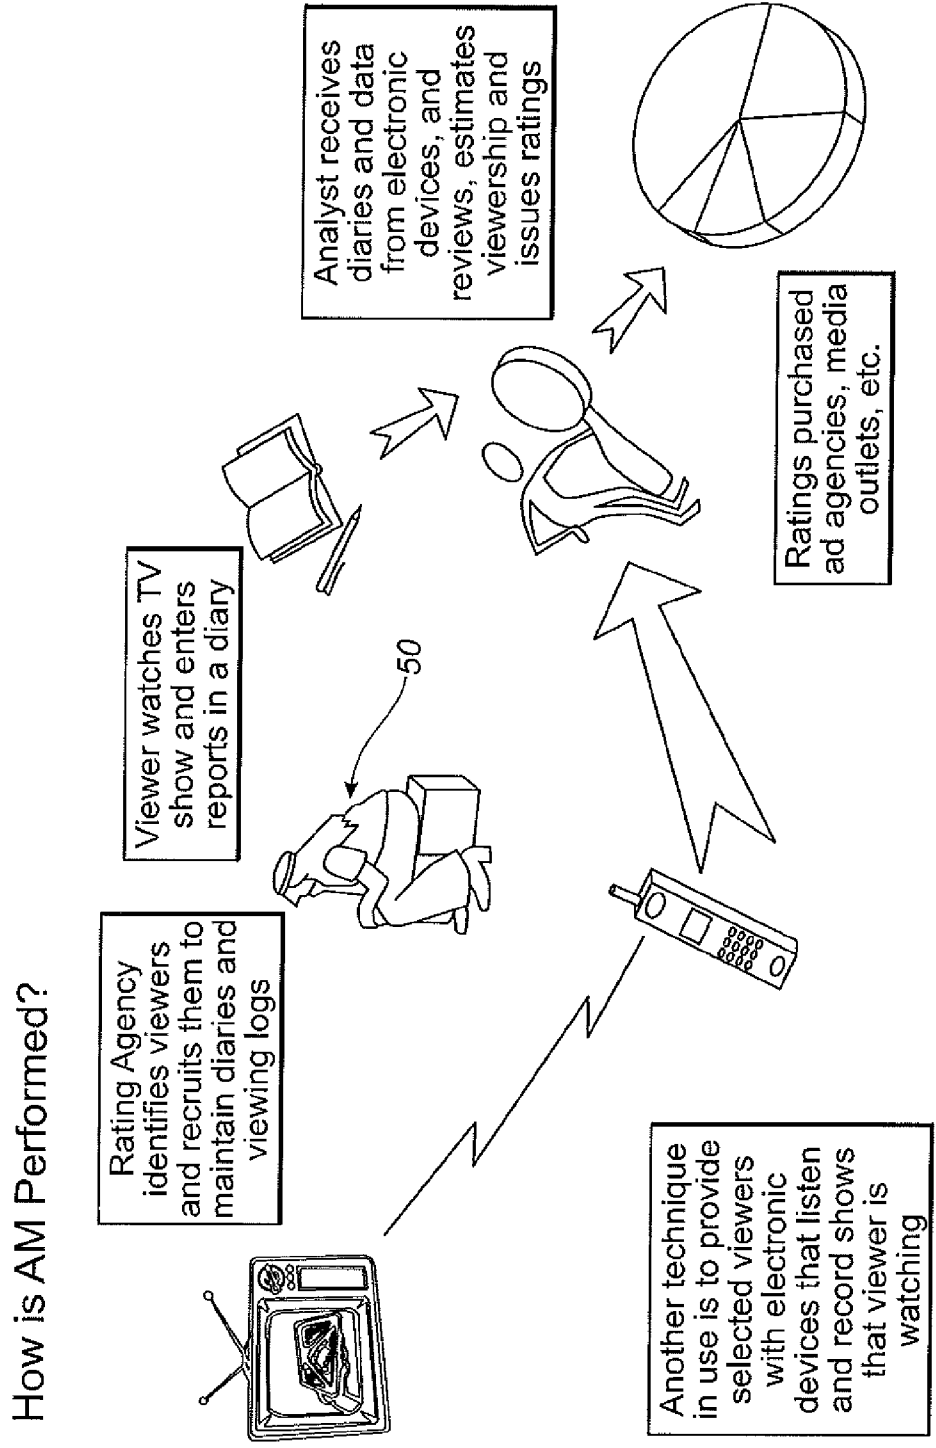 How is AM Performed?
Rating Agency
identifies viewers
and recruits them to
maintain diaries and
viewing logs
Viewer watches TV
show and enters
reports in a diary
50
Analyst receives
diaries and data
from electronic
devices, and
reviews, estimates
viewership and
issues ratings
Another technique
in use is to provide
selected viewers
with electronic
devices that listen
and record shows
that viewer is
watching
Ratings purchased
ad agencies, media
outlets, etc.